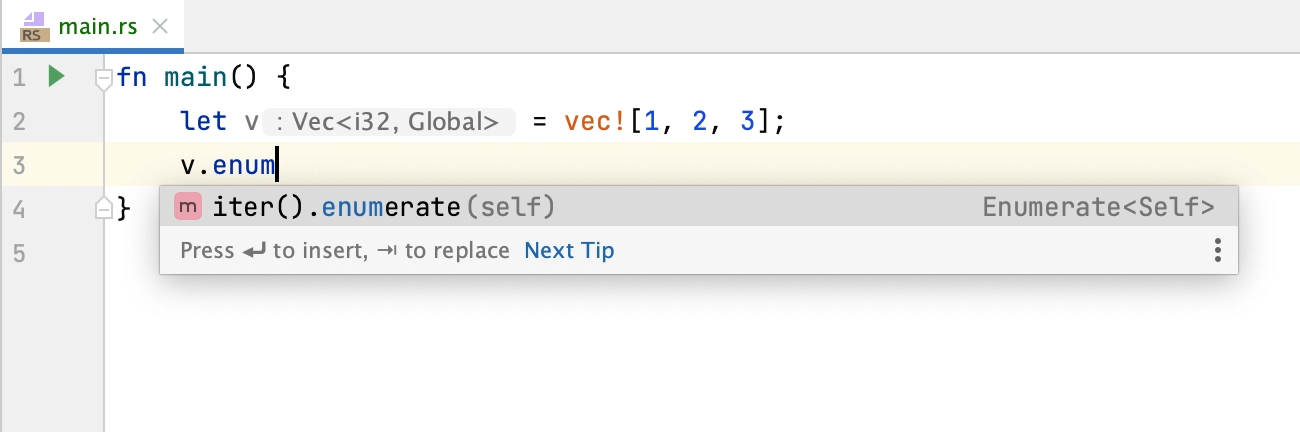 RS main.rs
1 fn main() {
2 let v : Vec<i32, Global> = vec![1, 2, 3];
3 v.enum
m iter().enumerate(self) Enumerate<Self>
4 }
Press ↵ to insert, ⇥ to replace Next Tip
5